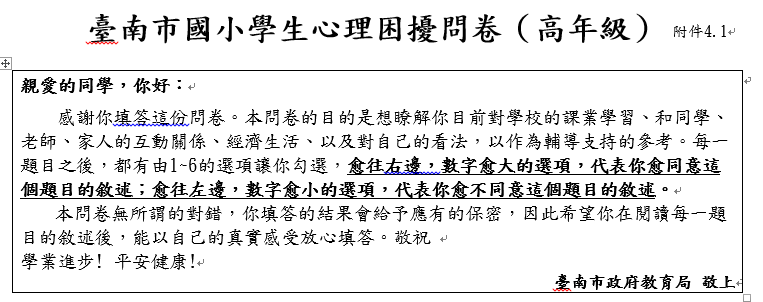 臺南市國小學生心理困擾問卷（高年級） 附件4.1
親愛的同學，你好：
感謝你填答這份問卷。本問卷的目的是想瞭解你目前對學校的課業學習、和同學、
老師、家人的互動關係、經濟生活、以及對自己的看法，以作為輔導支持的參考。每一
題目之後，都有由1~6的選項讓你勾選，愈往右邊，數字愈大的選項，代表你愈同意這
個題目的敘述；愈往左邊，數字愈小的選項，代表你愈不同意這個題目的敘述。
本問卷無所謂的對錯，你填答的結果會給予應有的保密，因此希望你在閱讀每一題
目的敘述後，能以自己的真實感受放心填答。敬祝
學業進步! 平安健康!
臺南市政府教育局 敬上